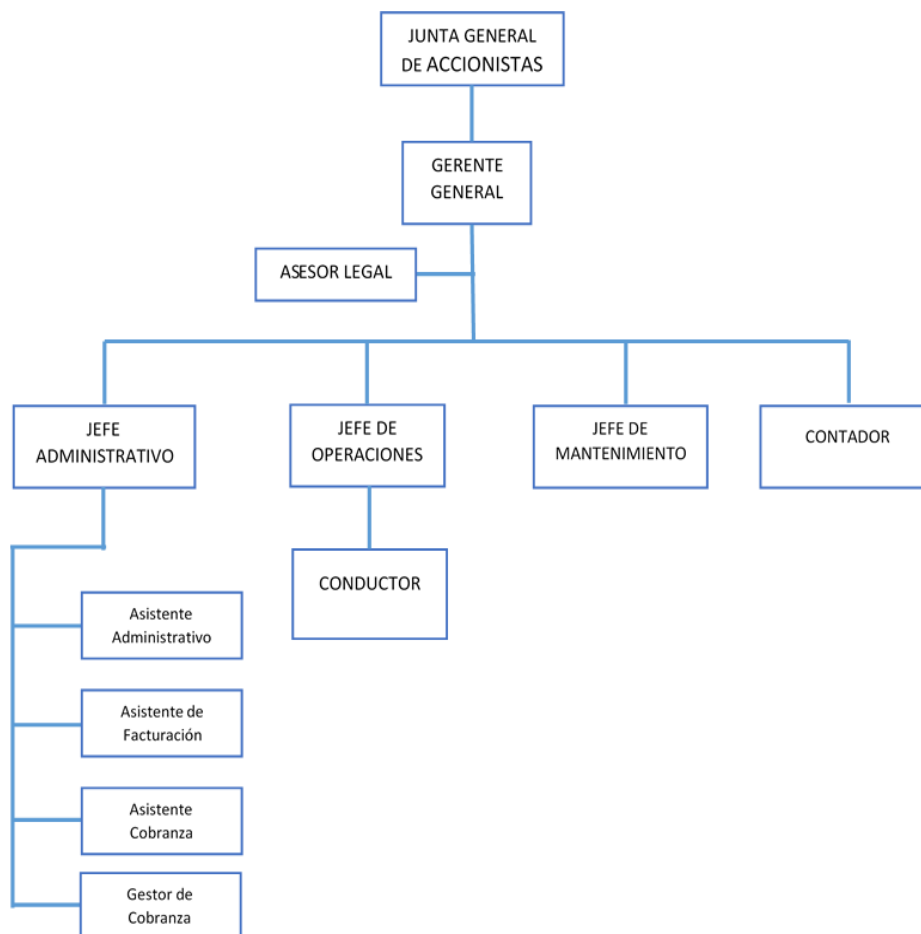 JUNTA GENERAL
DE ACCIONISTAS
GERENTE
GENERAL
ASESOR LEGAL
JEFE
ADMINISTRATIVO
JEFE DE
OPERACIONES
JEFE DE
MANTENIMIENTO
CONTADOR
CONDUCTOR
Asistente
Administrativo
Asistente de
Facturación
Asistente
Cobranza
Gestor de
Cobranza